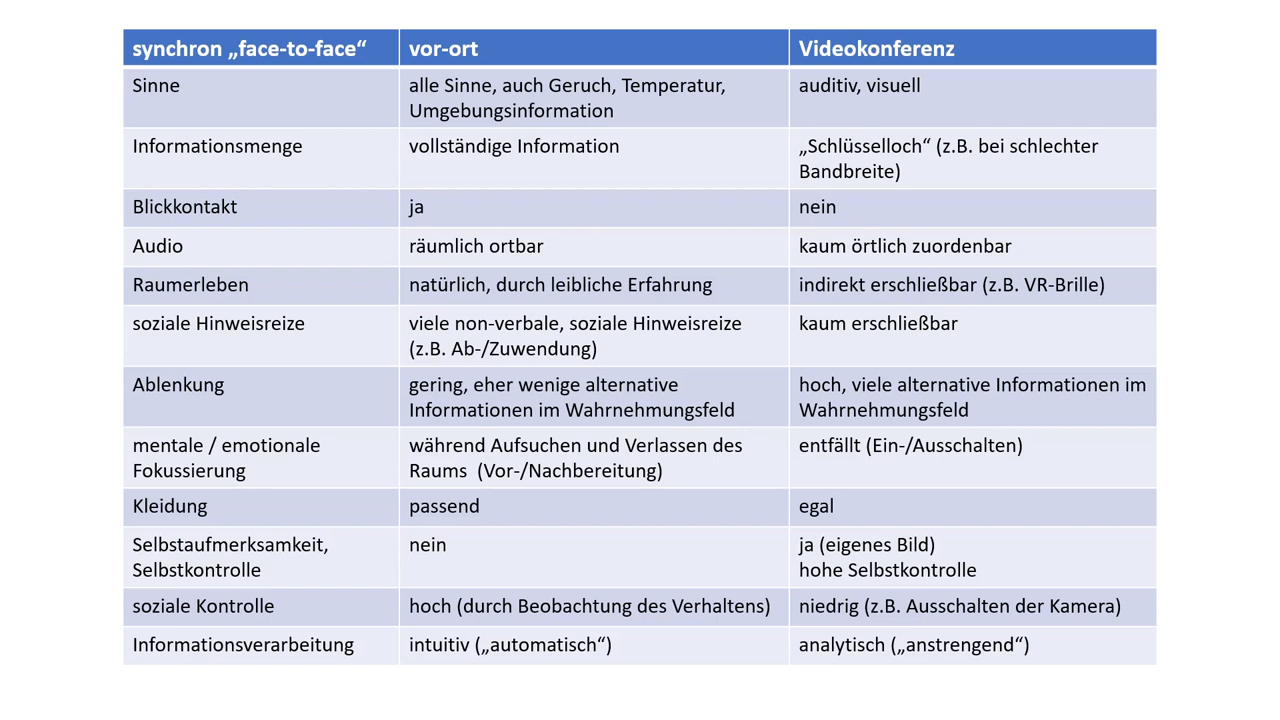 synchron „face-to-face“ vor-ort Videokonferenz
Sinne alle Sinne, auch Geruch, Temperatur, auditiv, visuell
Umgebungsinformation
Informationsmenge vollständige Information „Schlüsselloch“ (z.B. bei schlechter
Bandbreite)
Blickkontakt ja nein
Audio räumlich ortbar kaum örtlich zuordenbar
Raumerleben natürlich, durch leibliche Erfahrung indirekt erschließbar (z.B. VR-Brille)
soziale Hinweisreize viele non-verbale, soziale Hinweisreize kaum erschließbar
(z.B. Ab-/Zuwendung)
Ablenkung gering, eher wenige alternative hoch, viele alternative Informationen im
Informationen im Wahrnehmungsfeld Wahrnehmungsfeld
mentale / emotionale während Aufsuchen und Verlassen des entfällt (Ein-/Ausschalten)
Fokussierung Raums (Vor-/Nachbereitung)
Kleidung passend egal
Selbstaufmerksamkeit, nein ja (eigenes Bild)
Selbstkontrolle hohe Selbstkontrolle
soziale Kontrolle hoch (durch Beobachtung des Verhaltens) niedrig (z.B. Ausschalten der Kamera)
Informationsverarbeitung intuitiv („automatisch“) analytisch („anstrengend“)